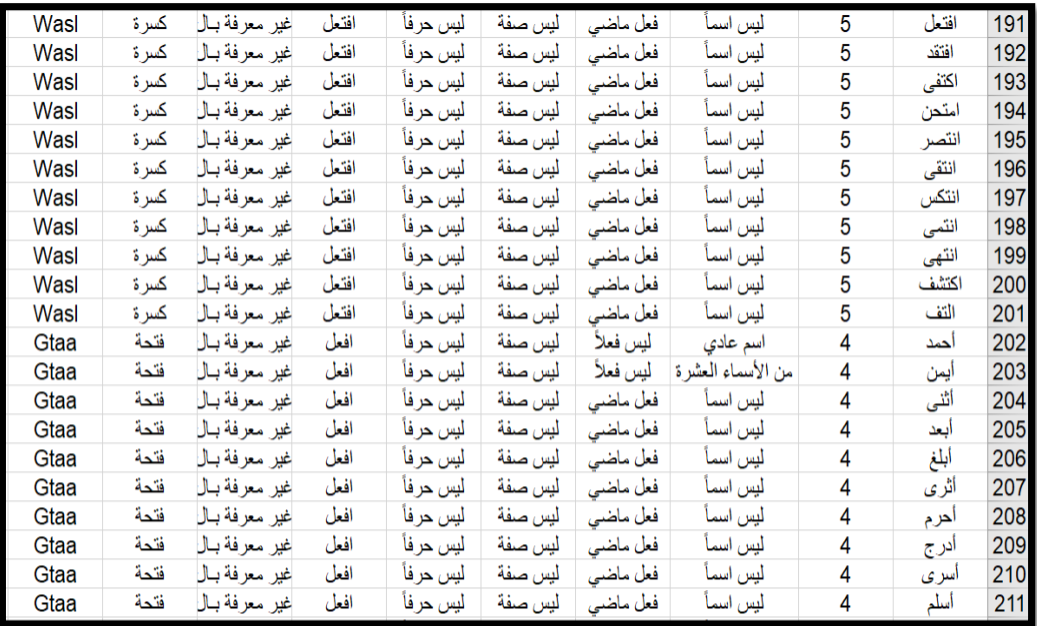 191 افتعل 5 ليس اسماً فعل ماضي ليس صفة ليس حرفاً افتعل غير معرفة بـال كسرة Wasl
192 افتقد 5 ليس اسماً فعل ماضي ليس صفة ليس حرفاً افتعل غير معرفة بـال كسرة Wasl
193 اكتفى 5 ليس اسماً فعل ماضي ليس صفة ليس حرفاً افتعل غير معرفة بـال كسرة Wasl
194 امتحن 5 ليس اسماً فعل ماضي ليس صفة ليس حرفاً افتعل غير معرفة بـال كسرة Wasl
195 انتصر 5 ليس اسماً فعل ماضي ليس صفة ليس حرفاً افتعل غير معرفة بـال كسرة Wasl
196 انتقى 5 ليس اسماً فعل ماضي ليس صفة ليس حرفاً افتعل غير معرفة بـال كسرة Wasl
197 انتكس 5 ليس اسماً فعل ماضي ليس صفة ليس حرفاً افتعل غير معرفة بـال كسرة Wasl
198 انتمى 5 ليس اسماً فعل ماضي ليس صفة ليس حرفاً افتعل غير معرفة بـال كسرة Wasl
199 انتهى 5 ليس اسماً فعل ماضي ليس صفة ليس حرفاً افتعل غير معرفة بـال كسرة Wasl
200 اكتشف 5 ليس اسماً فعل ماضي ليس صفة ليس حرفاً افتعل غير معرفة بـال كسرة Wasl
201 التف 5 ليس اسماً فعل ماضي ليس صفة ليس حرفاً افتعل غير معرفة بـال كسرة Wasl
202 أحمد 4 اسم عادي ليس فعلاً ليس صفة ليس حرفاً افعل غير معرفة بـال فتحة Gtaa
203 أيمن 4 من الأسماء العشرة ليس فعلاً ليس صفة ليس حرفاً افعل غير معرفة بـال فتحة Gtaa
204 أثنى 4 ليس اسماً فعل ماضي ليس صفة ليس حرفاً افعل غير معرفة بـال فتحة Gtaa
205 أبعد 4 ليس اسماً فعل ماضي ليس صفة ليس حرفاً افعل غير معرفة بـال فتحة Gtaa
206 أبلغ 4 ليس اسماً فعل ماضي ليس صفة ليس حرفاً افعل غير معرفة بـال فتحة Gtaa
207 أثرى 4 ليس اسماً فعل ماضي ليس صفة ليس حرفاً افعل غير معرفة بـال فتحة Gtaa
208 أحرم 4 ليس اسماً فعل ماضي ليس صفة ليس حرفاً افعل غير معرفة بـال فتحة Gtaa
209 أدرج 4 ليس اسماً فعل ماضي ليس صفة ليس حرفاً افعل غير معرفة بـال فتحة Gtaa
210 أسرى 4 ليس اسماً فعل ماضي ليس صفة ليس حرفاً افعل غير معرفة بـال فتحة Gtaa
211 أسلم 4 ليس اسماً فعل ماضي ليس صفة ليس حرفاً افعل غير معرفة بـال فتحة Gtaa